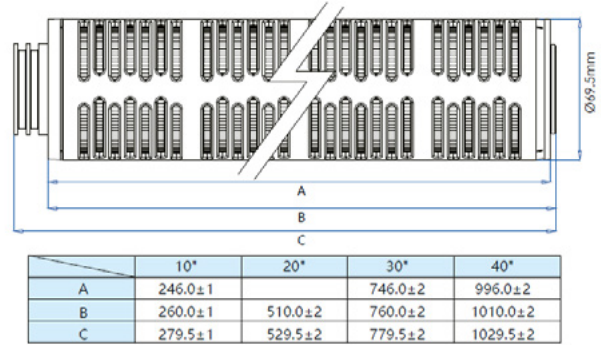 Ø69.5mm
A
B
C
10" 20" 30" 40"
A 246.0±1 746.0±2 996.0±2
B 260.0±1 510.0±2 760.0±2 1010.0±2
C 279.5±1 529.5±2 779.5±2 1029.5±2